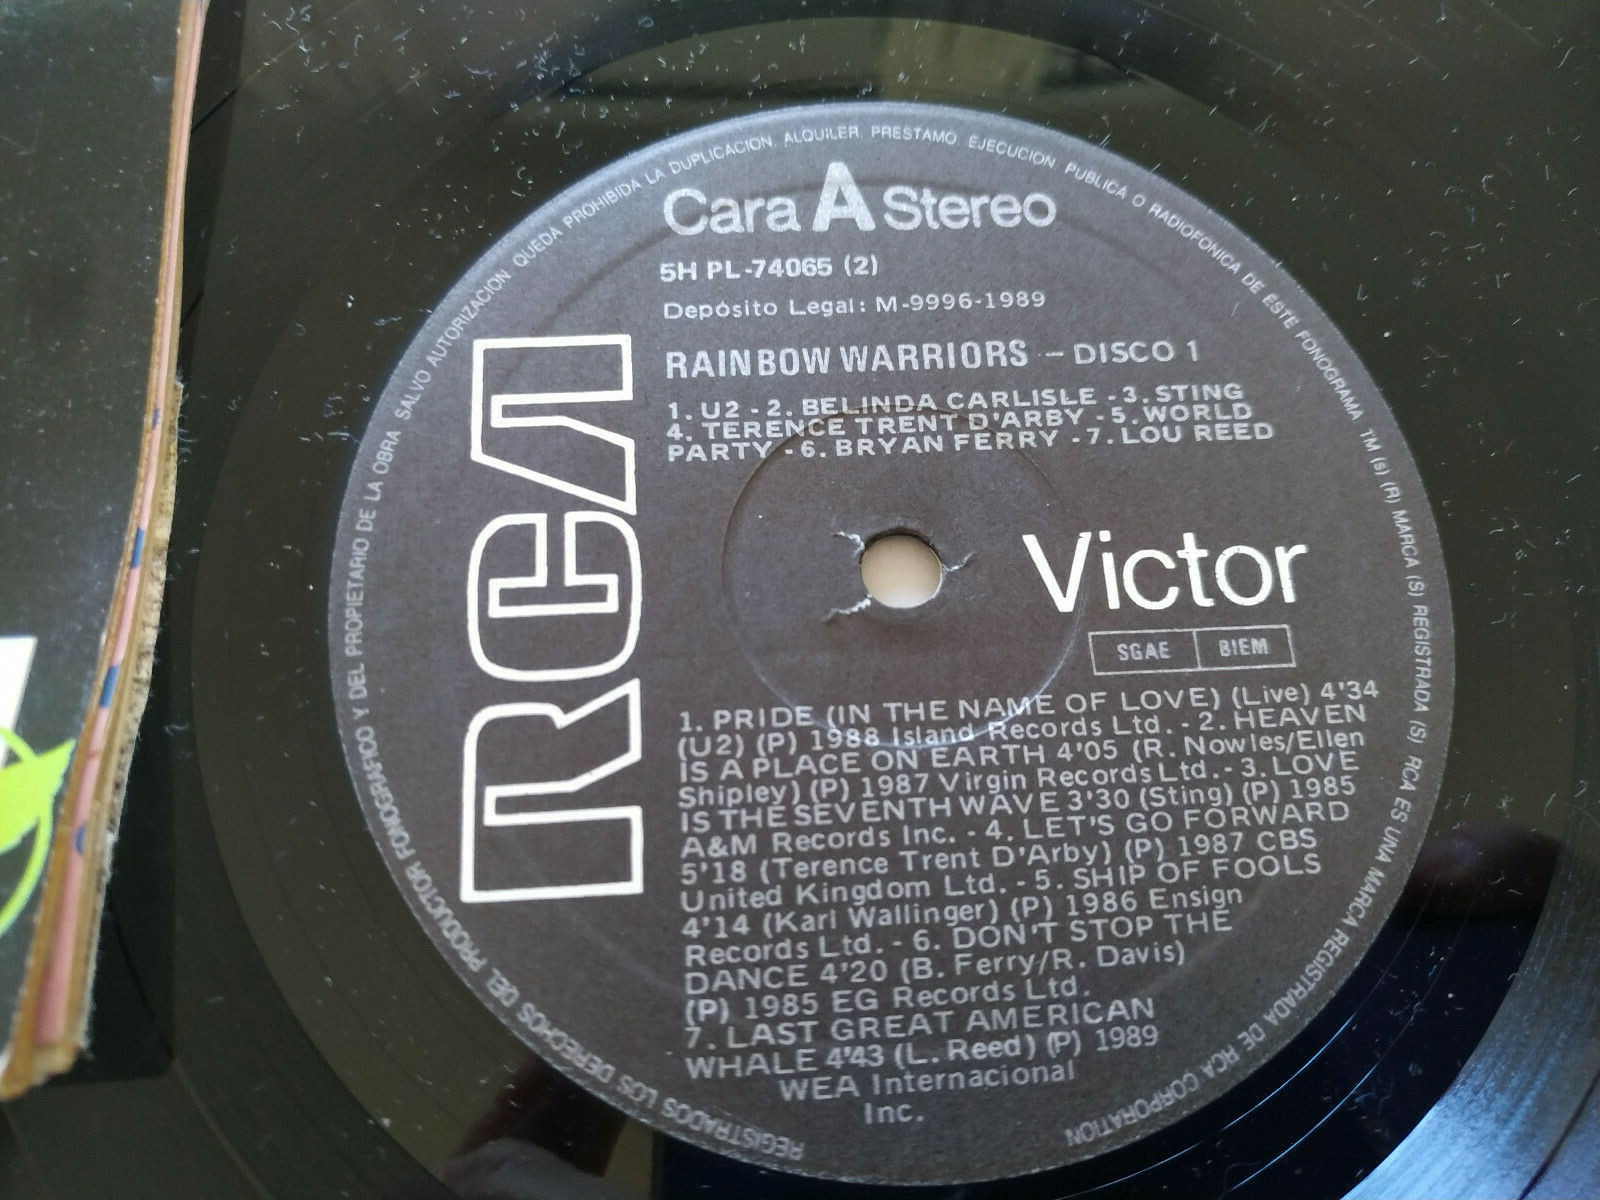 REGISTRADOS LOS DERECHOS DEL PRODUCTOR FONOGRAFICO Y DEL PROPIETARIO DE LA OBRA SALVO AUTORIZACION QUEDA PROHIBIDA LA DUPLICACION, ALQUILER, PRESTAMO EJECUCION PUBLICA O RADIOFONICA DE ESTE FONOGRAMA. TM (s) (R) MARCA (S) REGISTRADA (S) RCA ES UNA MARCA REGISTRADA DE RCA CORPORATION
Cara A Stereo
5H PL-74065 (2)
Depósito Legal: M-9996-1989
RAINBOW WARRIORS - DISCO 1
1. U2 - 2. BELINDA CARLISLE - 3. STING
4. TERENCE TRENT D'ARBY - 5. WORLD
PARTY - 6. BRYAN FERRY - 7. LOU REED
RCA
Victor
SGAE BIEM
1. PRIDE (IN THE NAME OF LOVE) (Live) 4'34
(U2) (P) 1988 Island Records Ltd. - 2. HEAVEN
IS A PLACE ON EARTH 4'05 (R. Nowles/Ellen
Shipley) (P) 1987 Virgin Records Ltd. - 3. LOVE
IS THE SEVENTH WAVE 3'30 (Sting) (P) 1985
A&M Records Inc. - 4. LET'S GO FORWARD
5'18 (Terence Trent D'Arby) (P) 1987 CBS
United Kingdom Ltd. - 5. SHIP OF FOOLS
4'14 (Karl Wallinger) (P) 1986 Ensign
Records Ltd. - 6. DON'T STOP THE
DANCE 4'20 (B. Ferry/R. Davis)
(P) 1985 EG Records Ltd.
7. LAST GREAT AMERICAN
WHALE 4'43 (L. Reed) (P) 1989
WEA Internacional
Inc.